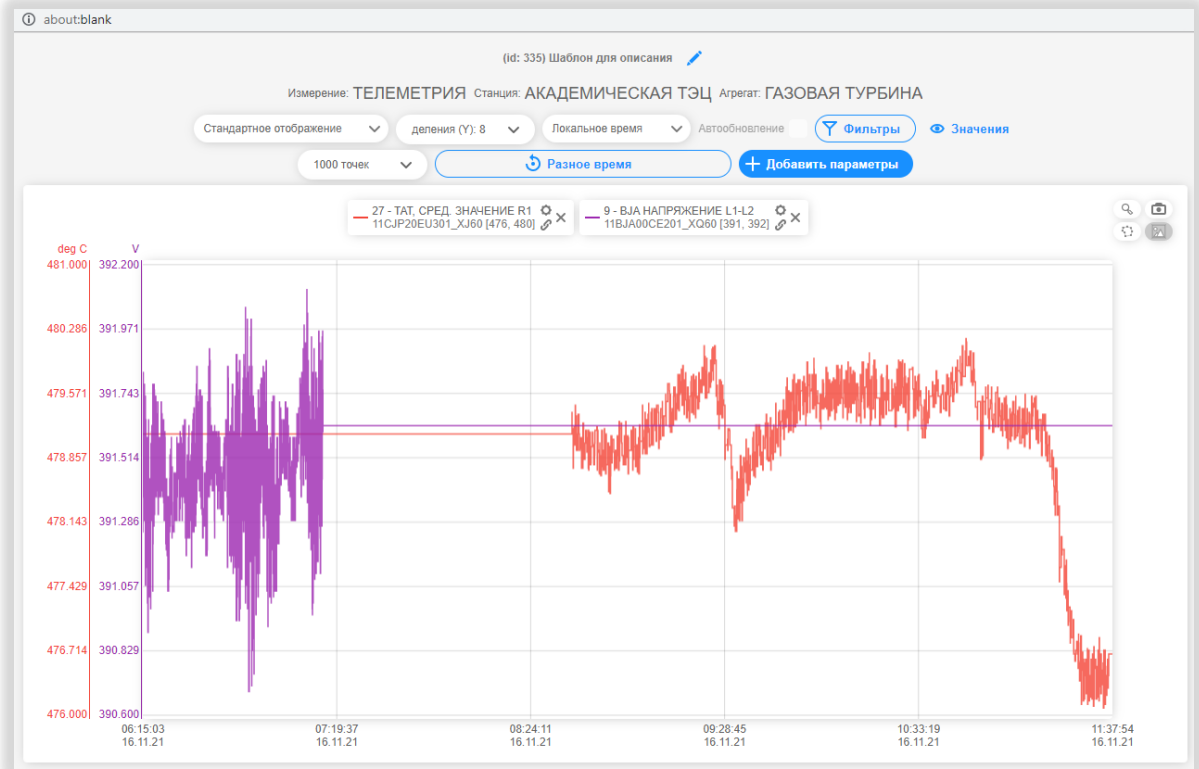 about:blank
(id: 335) Шаблон для описания
Измерение: ТЕЛЕМЕТРИЯ Станция: АКАДЕМИЧЕСКАЯ ТЭЦ Агрегат: ГАЗОВАЯ ТУРБИНА
Стандартное отображение деления (Y): 8 Локальное время Автообновление Фильтры Значения
1000 точек Разное время Добавить параметры
27 - ТАТ, СРЕД. ЗНАЧЕНИЕ R1
11CJP20EU301_XJ60 [476, 480]
9 - BJA НАПРЯЖЕНИЕ L1-L2
11BJA00CE201_XQ60 [391, 392]
deg C V
481.000 392.200
480.286 391.971
479.571 391.743
478.857 391.514
478.143 391.286
477.429 391.057
476.714 390.829
476.000 390.600
06:15:03 07:19:37 08:24:11 09:28:45 10:33:19 11:37:54
16.11.21 16.11.21 16.11.21 16.11.21 16.11.21 16.11.21